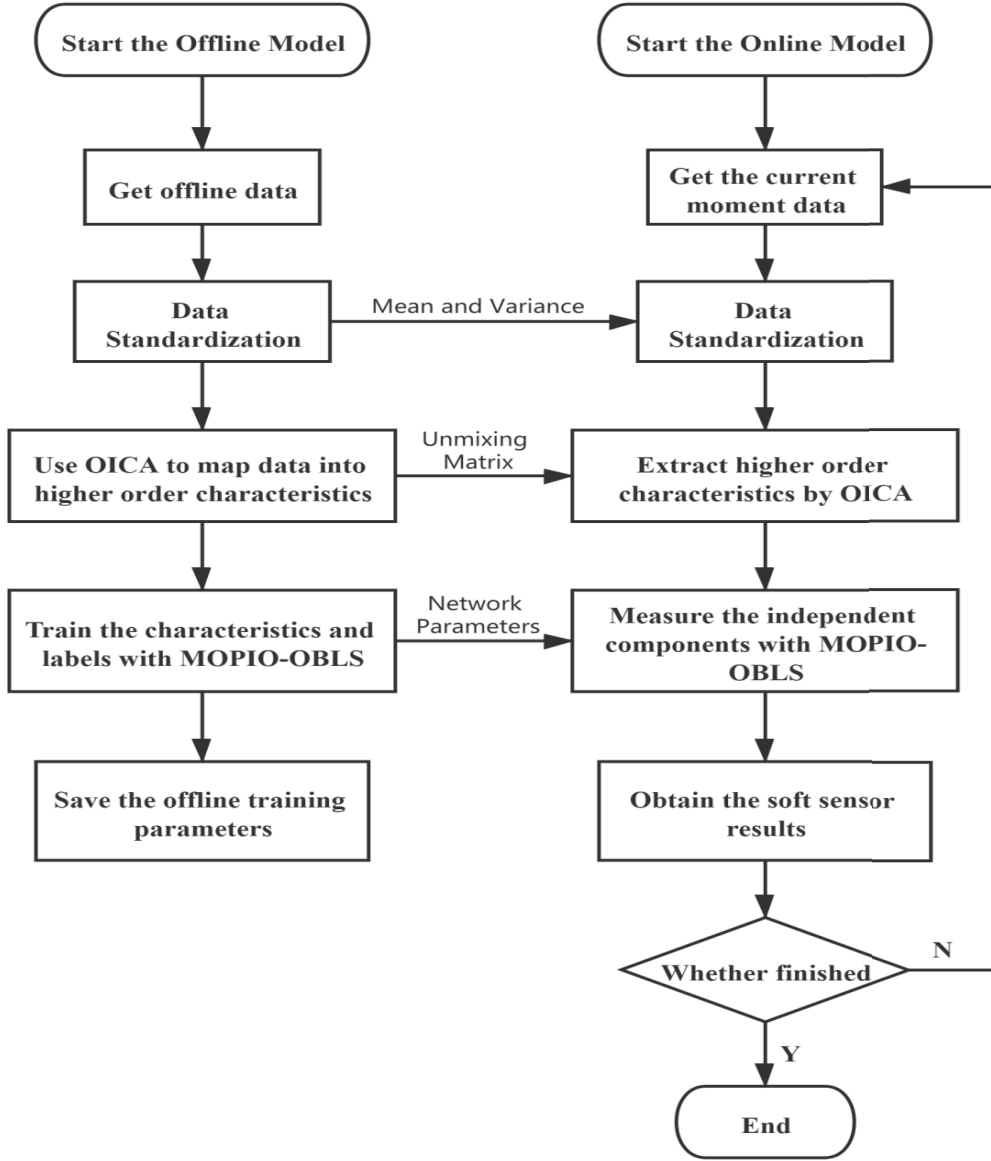 Start the Offline Model
Get offline data
Data
Standardization
Mean and Variance
Use OICA to map data into
higher order characteristics
Unmixing
Matrix
Train the characteristics and
labels with MOPIO-OBLS
Network
Parameters
Save the offline training
parameters
Start the Online Model
Get the current
moment data
Data
Standardization
Extract higher order
characteristics by OICA
Measure the independent
components with MOPIO-
OBLS
Obtain the soft sensor
results
Whether finished
N
Y
End